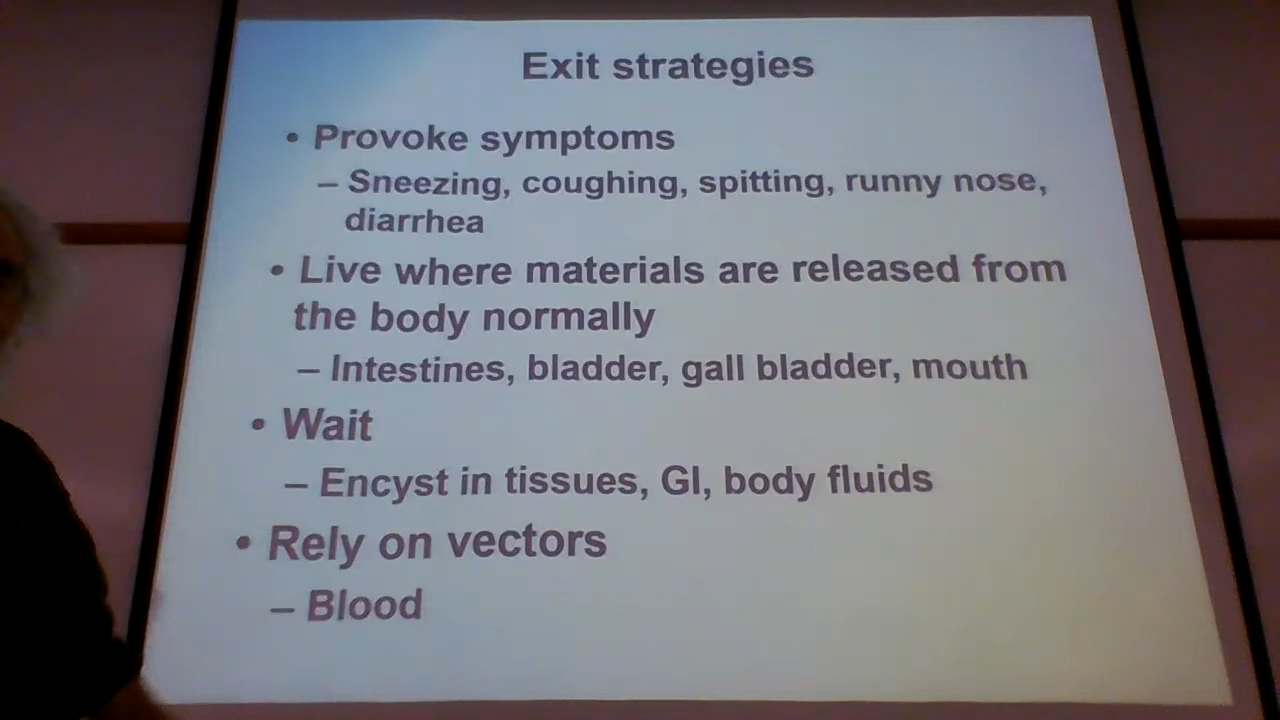 Exit strategies
• Provoke symptoms
– Sneezing, coughing, spitting, runny nose,
diarrhea
• Live where materials are released from
the body normally
– Intestines, bladder, gall bladder, mouth
• Wait
– Encyst in tissues, GI, body fluids
• Rely on vectors
– Blood